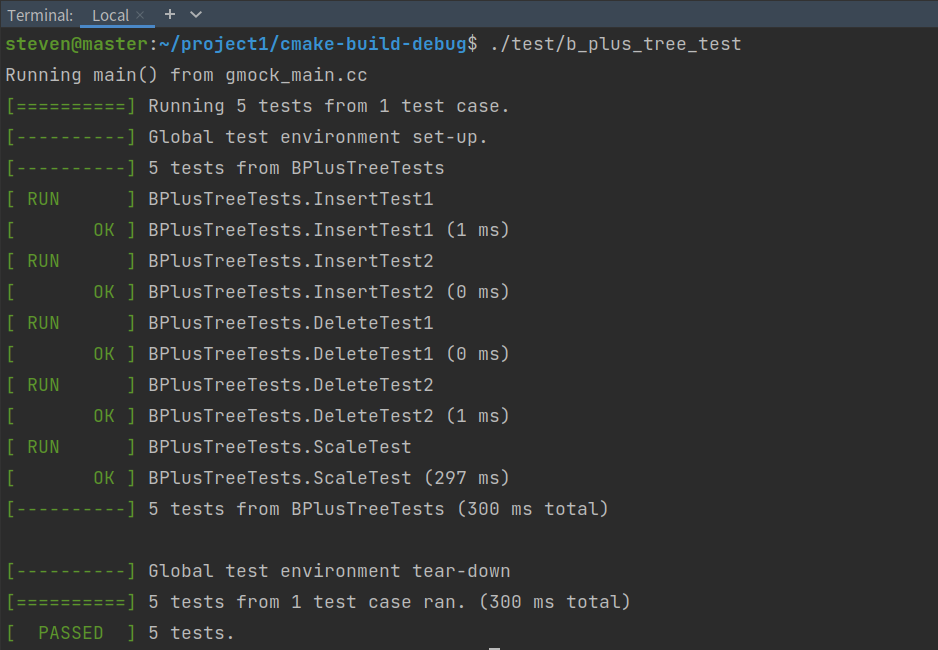 Terminal: Local × + ⌄
steven@master:~/project1/cmake-build-debug$ ./test/b_plus_tree_test
Running main() from gmock_main.cc
[==========] Running 5 tests from 1 test case.
[----------] Global test environment set-up.
[----------] 5 tests from BPlusTreeTests
[ RUN      ] BPlusTreeTests.InsertTest1
[       OK ] BPlusTreeTests.InsertTest1 (1 ms)
[ RUN      ] BPlusTreeTests.InsertTest2
[       OK ] BPlusTreeTests.InsertTest2 (0 ms)
[ RUN      ] BPlusTreeTests.DeleteTest1
[       OK ] BPlusTreeTests.DeleteTest1 (0 ms)
[ RUN      ] BPlusTreeTests.DeleteTest2
[       OK ] BPlusTreeTests.DeleteTest2 (1 ms)
[ RUN      ] BPlusTreeTests.ScaleTest
[       OK ] BPlusTreeTests.ScaleTest (297 ms)
[----------] 5 tests from BPlusTreeTests (300 ms total)
[----------] Global test environment tear-down
[==========] 5 tests from 1 test case ran. (300 ms total)
[  PASSED  ] 5 tests.